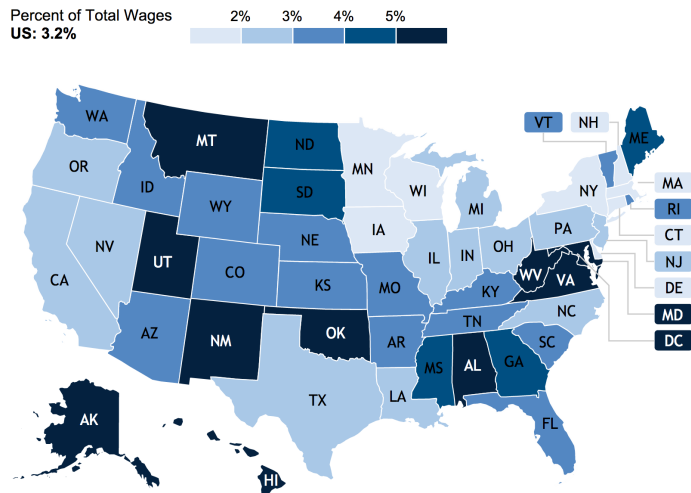 Percent of Total Wages
US: 3.2%
2% 3% 4% 5%
WA
MT
ND
MN
VT NH
ME
OR
ID
SD
WI
MI
NY
MA
RI
WY
IA
CT
NE
PA
NV
UT
CO
IL IN OH
NJ
CA
KS
MO
KY
WV VA
DE
MD
DC
AZ
NM
OK
AR
TN
NC
SC
MS AL GA
TX
LA
FL
AK
HI